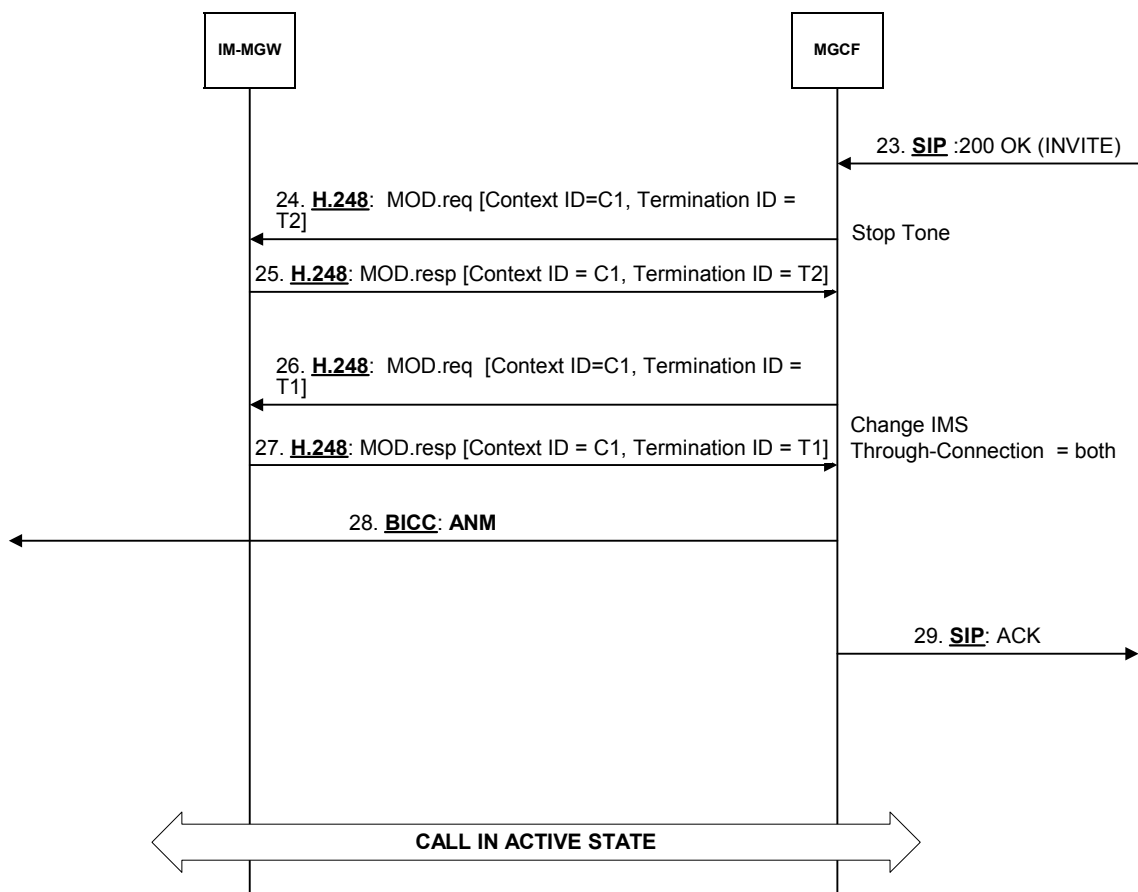 IM-MGW
MGCF
23. SIP :200 OK (INVITE)
24. H.248: MOD.req [Context ID=C1, Termination ID =
T2]
Stop Tone
25. H.248: MOD.resp [Context ID = C1, Termination ID = T2]
26. H.248: MOD.req [Context ID=C1, Termination ID =
T1]
Change IMS
Through-Connection = both
27. H.248: MOD.resp [Context ID = C1, Termination ID = T1]
28. BICC: ANM
29. SIP: ACK
CALL IN ACTIVE STATE